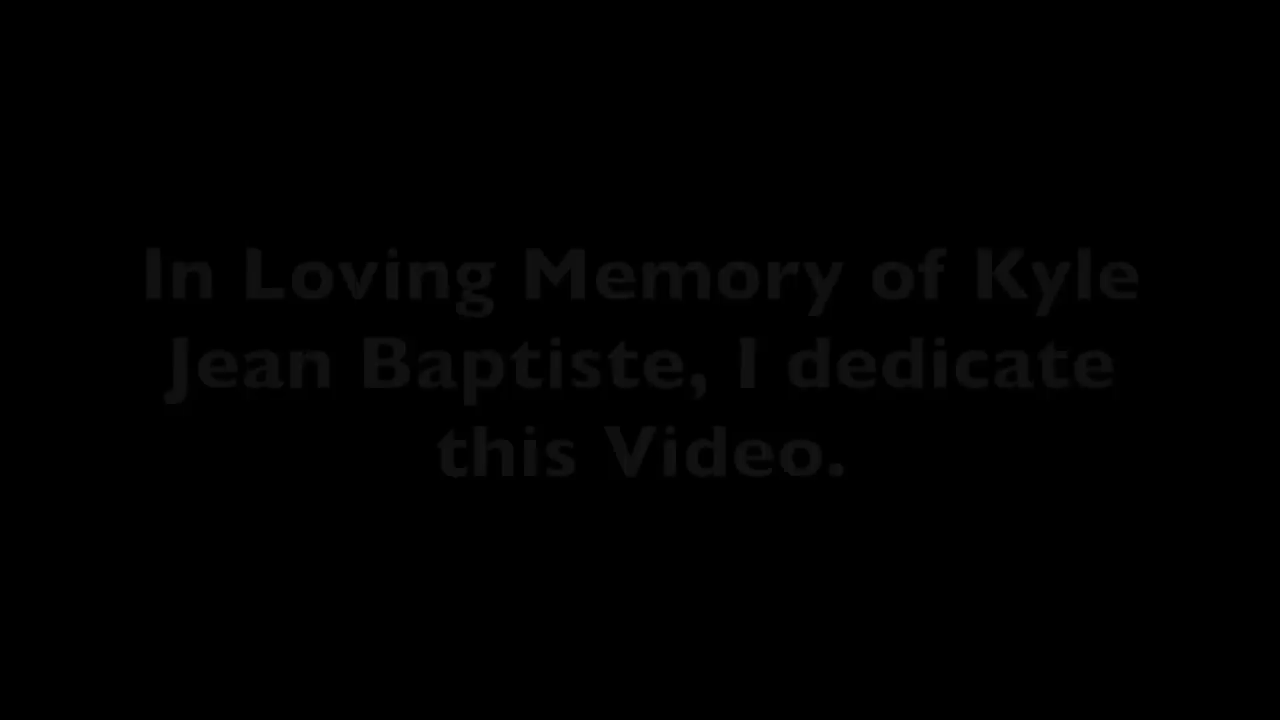 In Loving Memory of Kyle
Jean Baptiste, I dedicate
this Video.